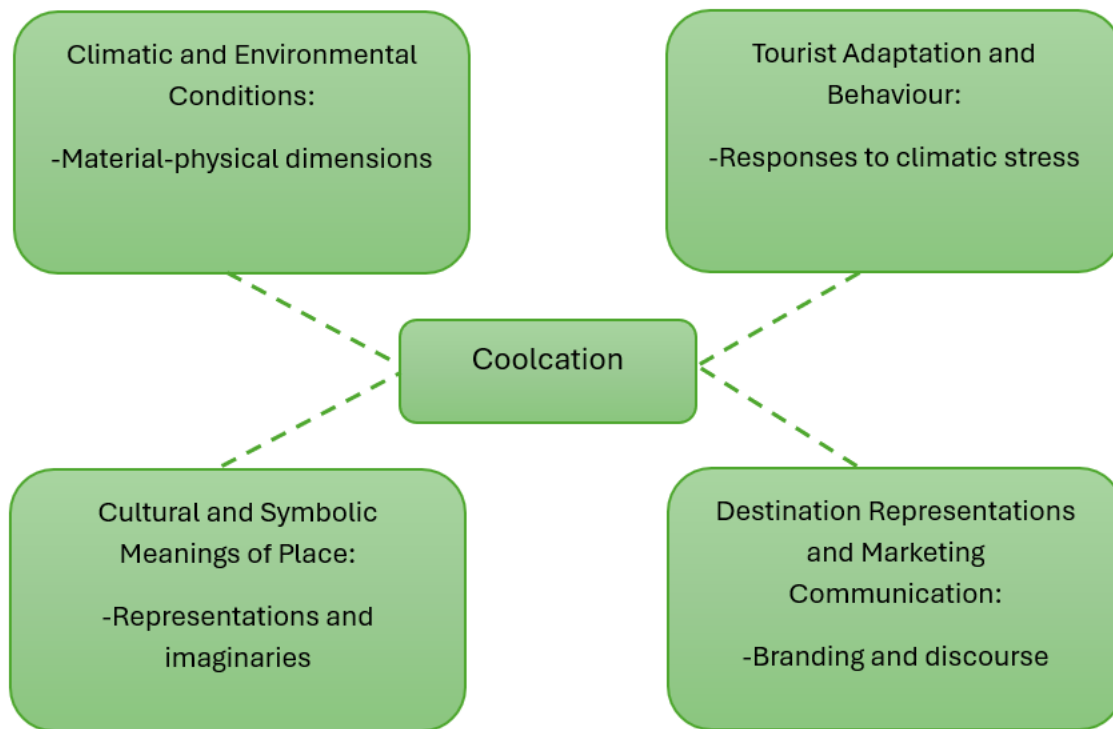 Climatic and Environmental
Conditions:
-Material-physical dimensions
Tourist Adaptation and
Behaviour:
-Responses to climatic stress
Coolcation
Cultural and Symbolic
Meanings of Place:
-Representations and
imaginaries
Destination Representations
and Marketing
Communication:
-Branding and discourse